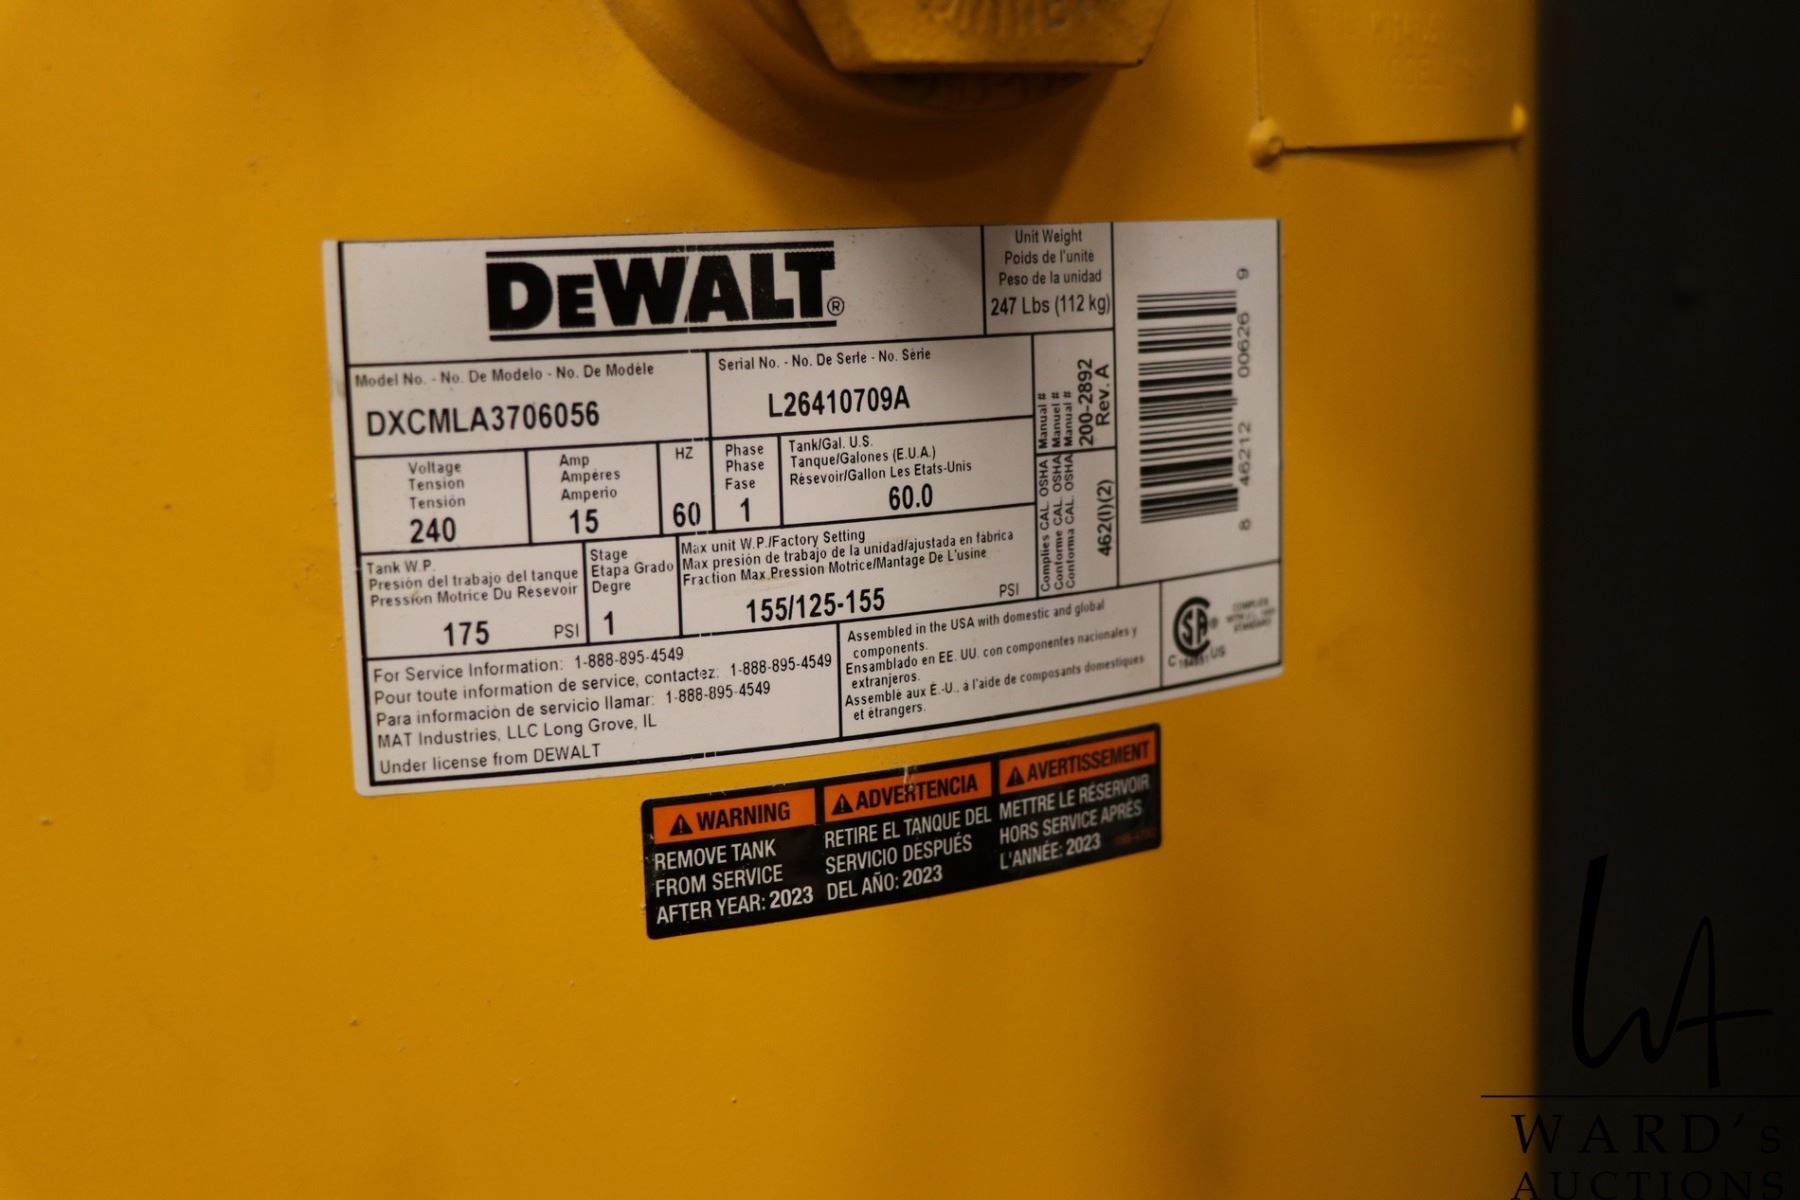 DEWALT®
Unit Weight
Poids de l'unite
Peso de la unidad
247 Lbs (112 kg)
Model No. - No. De Modelo - No. De Modèle
DXCMLA3706056
Serial No. - No. De Serle - No. Série
L26410709A
Voltage
Tension
Tensión
240
Amp
Ampères
Amperio
15
HZ
60
Phase
Phase
Fase
1
Tank/Gal. U.S.
Tanque/Galones (E.U.A.)
Résevoir/Gallon Les Etats-Unis
60.0
Manual #
Manuel #
Manual #
200-2892
Rev. A
Complies CAL. OSHA
Conforme CAL. OSHA
Conforma CAL. OSHA
462(l)(2)
8 46212 00626 9
Tank W.P.
Presión del trabajo del tanque
Pression Motrice Du Resevoir
175 PSI
Stage
Etapa Grado
Degre
1
Max unit W.P./Factory Setting
Max presión de trabajo de la unidad/ajustada en fábrica
Fraction Max Pression Motrice/Mantage De L'usine
155/125-155 PSI
For Service Information: 1-888-895-4549
Pour toute information de service, contactez: 1-888-895-4549
Para información de servicio llamar: 1-888-895-4549
MAT Industries, LLC Long Grove, IL
Under license from DEWALT
Assembled in the USA with domestic and global
components.
Ensamblado en EE. UU. con componentes nacionales y
extranjeros.
Assemblé aux É.-U., à l'aide de composants domestiques
et étrangers.
SA®
C US
WARNING
REMOVE TANK
FROM SERVICE
AFTER YEAR: 2023
ADVERTENCIA
RETIRE EL TANQUE DEL
SERVICIO DESPUÉS
DEL AÑO: 2023
AVERTISSEMENT
METTRE LE RÉSERVOIR
HORS SERVICE APRÈS
L'ANNÉE: 2023
WA
WARD's
AUCTIONS